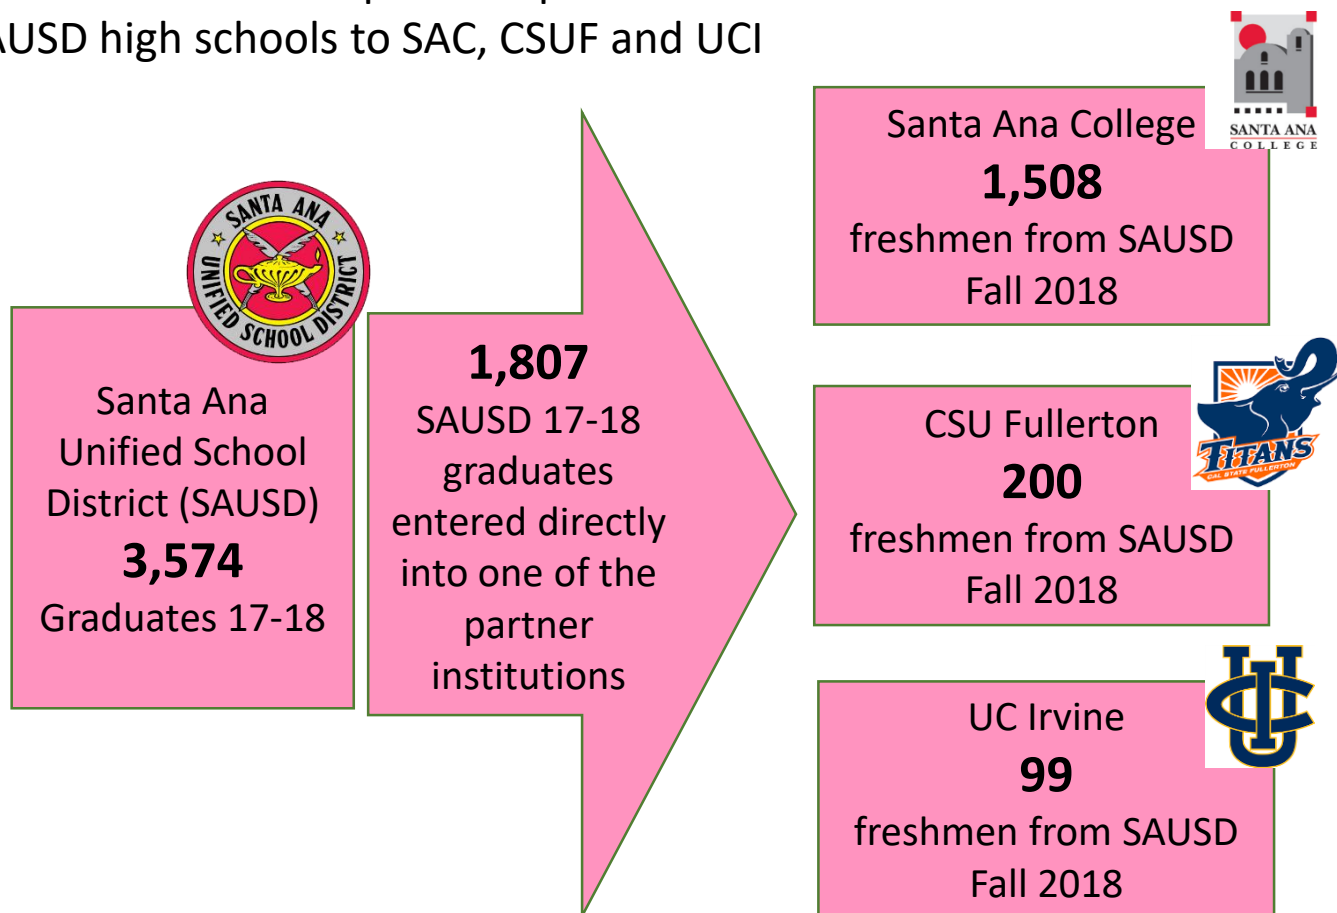 AUSD high schools to SAC, CSUF and UCI
SANTA ANA
UNIFIED SCHOOL DISTRICT
Santa Ana
Unified School
District (SAUSD)
3,574
Graduates 17-18
1,807
SAUSD 17-18
graduates
entered directly
into one of the
partner
institutions
Santa Ana College
1,508
freshmen from SAUSD
Fall 2018
SANTA ANA
COLLEGE
CSU Fullerton
200
freshmen from SAUSD
Fall 2018
TITANS
CAL STATE FULLERTON
UC Irvine
99
freshmen from SAUSD
Fall 2018
UCI